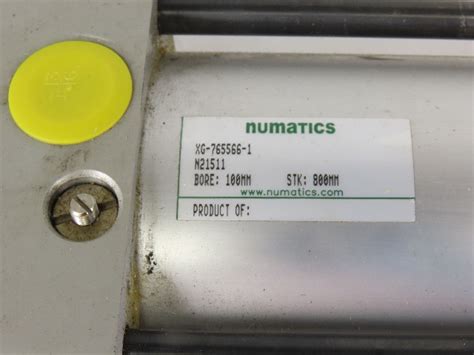 numatics
XG-765566-1
N21511
BORE: 100MM STK: 800MM
www.numatics.com
PRODUCT OF: